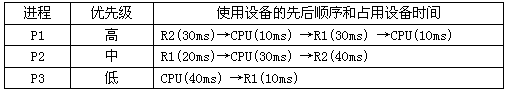 进程 优先级 使用设备的先后顺序和占用设备时间
P1 高 R2(30ms)→CPU(10ms) →R1(30ms) →CPU(10ms)
P2 中 R1(20ms)→CPU(30ms) →R2(40ms)
P3 低 CPU(40ms) →R1(10ms)